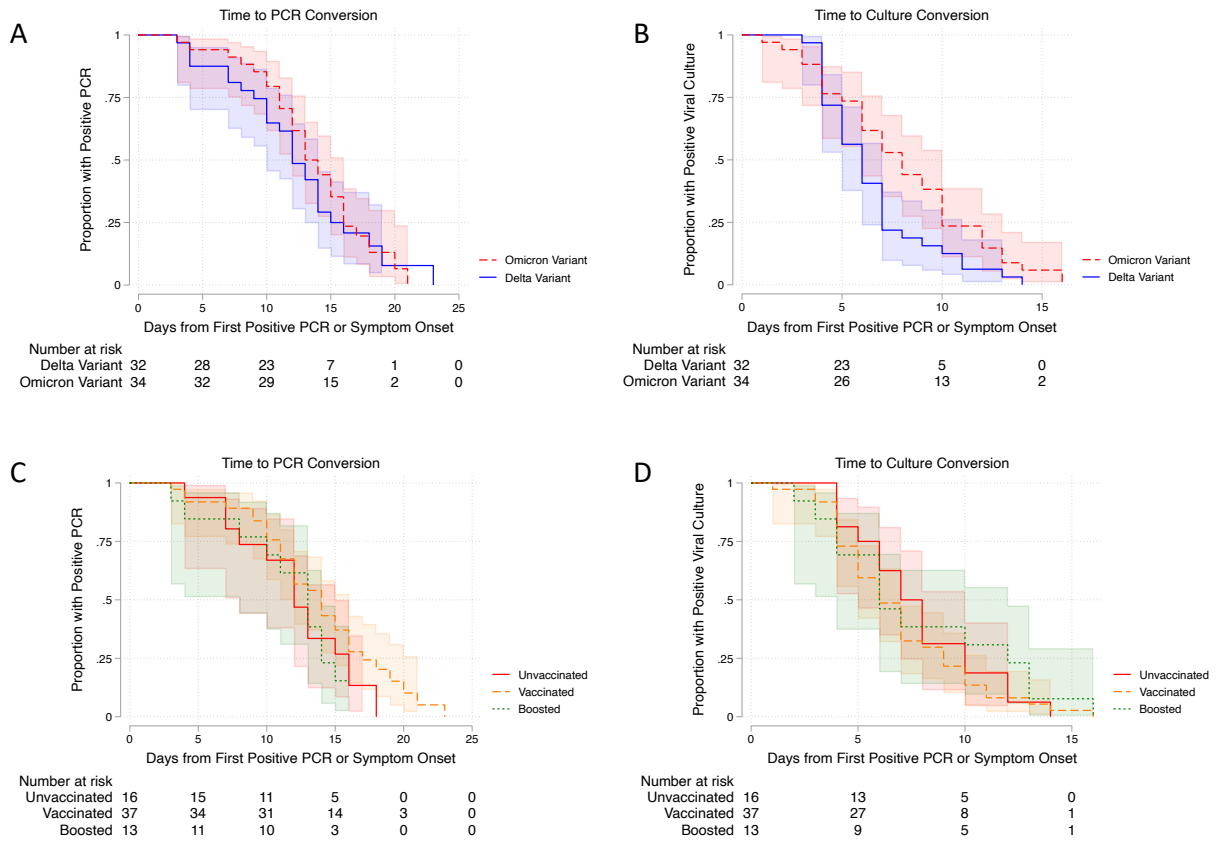 A
Time to PCR Conversion
Proportion with Positive PCR
1
.75
.5
.25
0
0 5 10 15 20 25
Days from First Positive PCR or Symptom Onset
Omicron Variant
Delta Variant
Number at risk
Delta Variant 32 28 23 7 1 0
Omicron Variant 34 32 29 15 2 0
B
Time to Culture Conversion
Proportion with Positive Viral Culture
1
.75
.5
.25
0
0 5 10 15
Days from First Positive PCR or Symptom Onset
Omicron Variant
Delta Variant
Number at risk
Delta Variant 32 23 5 0
Omicron Variant 34 26 13 2
C
Time to PCR Conversion
Proportion with Positive PCR
1
.75
.5
.25
0
0 5 10 15 20 25
Days from First Positive PCR or Symptom Onset
Unvaccinated
Vaccinated
Boosted
Number at risk
Unvaccinated 16 15 11 5 0 0
Vaccinated 37 34 31 14 3 0
Boosted 13 11 10 3 0 0
D
Time to Culture Conversion
Proportion with Positive Viral Culture
1
.75
.5
.25
0
0 5 10 15
Days from First Positive PCR or Symptom Onset
Unvaccinated
Vaccinated
Boosted
Number at risk
Unvaccinated 16 13 5 0
Vaccinated 37 27 8 1
Boosted 13 9 5 1